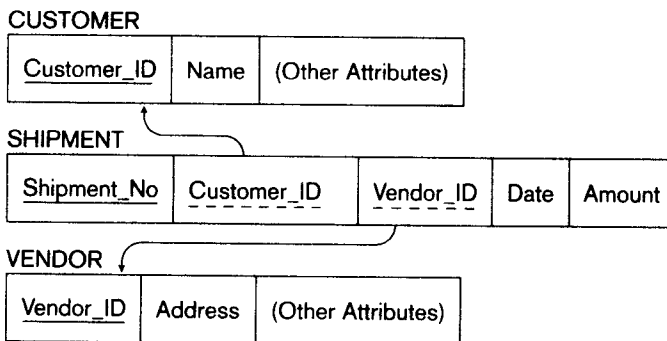 CUSTOMER
Customer_ID Name (Other Attributes)
SHIPMENT
Shipment_No Customer_ID Vendor_ID Date Amount
VENDOR
Vendor_ID Address (Other Attributes)